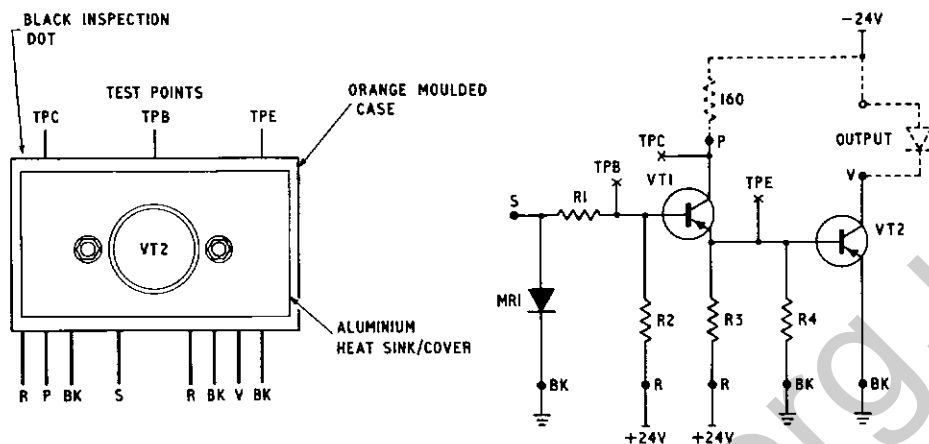 BLACK INSPECTION
DOT
TEST POINTS
TPC
TPB
TPE
ORANGE MOULDED
CASE
VT2
ALUMINIUM
HEAT SINK/COVER
R P BK S R BK V BK
-24V
160
P
TPC
OUTPUT
TPB
VT1
TPE
V
S
R1
VT2
MR1
R2
R3
R4
BK
R
R
BK
BK
+24V
+24V